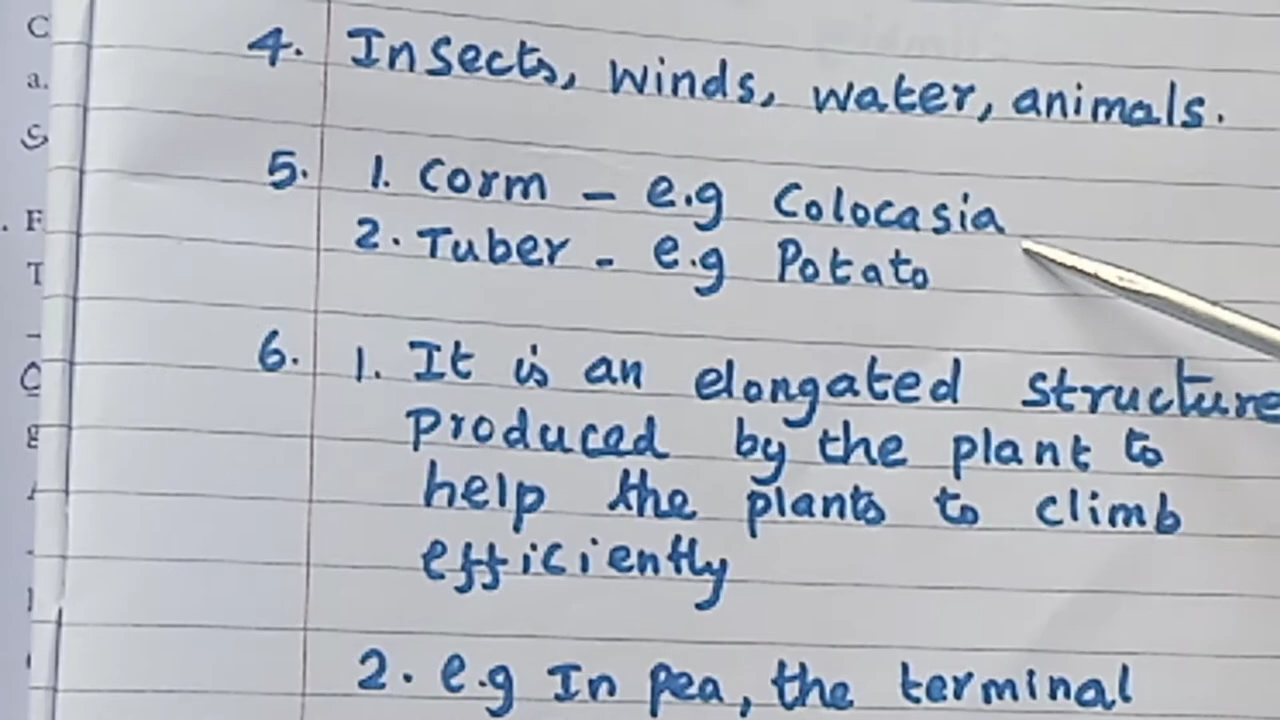 4. Insects, winds, water, animals.
5. 1. Corm - e.g Colocasia
2. Tuber - e.g Potato
6. 1. It is an elongated structure
produced by the plant to
help the plants to climb
efficiently
2. e.g In pea, the terminal